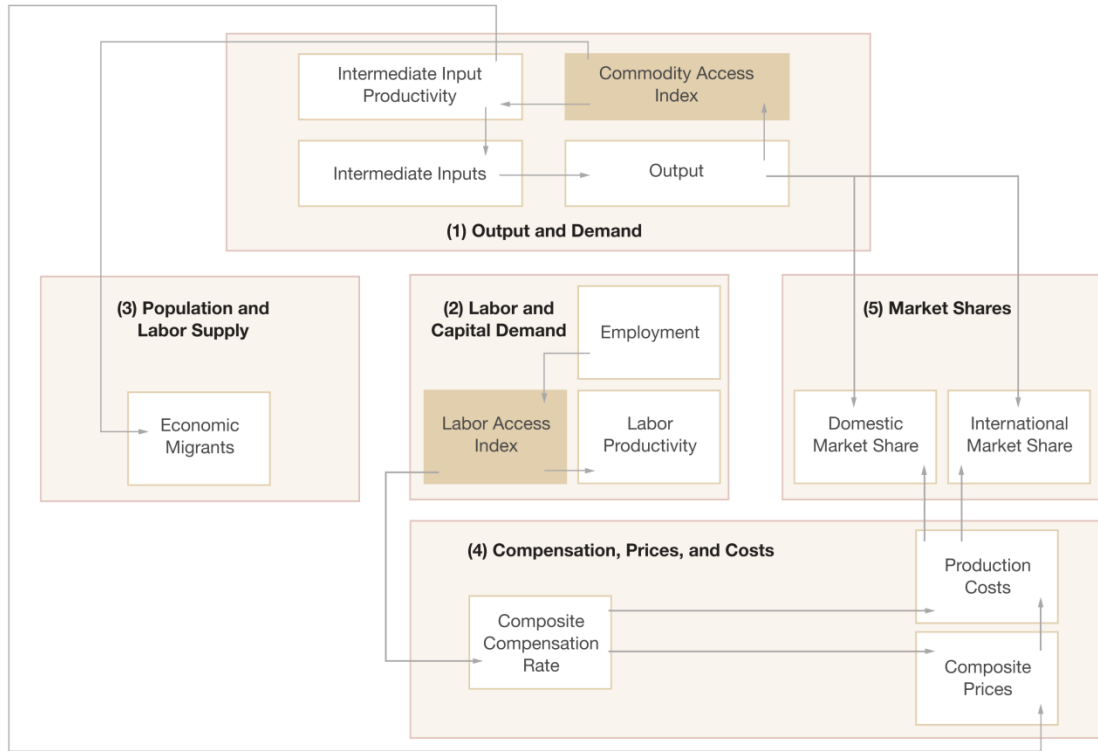 Intermediate Input
Productivity
Commodity Access
Index
Intermediate Inputs
Output
(1) Output and Demand
(3) Population and
Labor Supply
Economic
Migrants
(2) Labor and
Capital Demand
Employment
Labor Access
Index
Labor
Productivity
(5) Market Shares
Domestic
Market Share
International
Market Share
(4) Compensation, Prices, and Costs
Production
Costs
Composite
Compensation
Rate
Composite
Prices